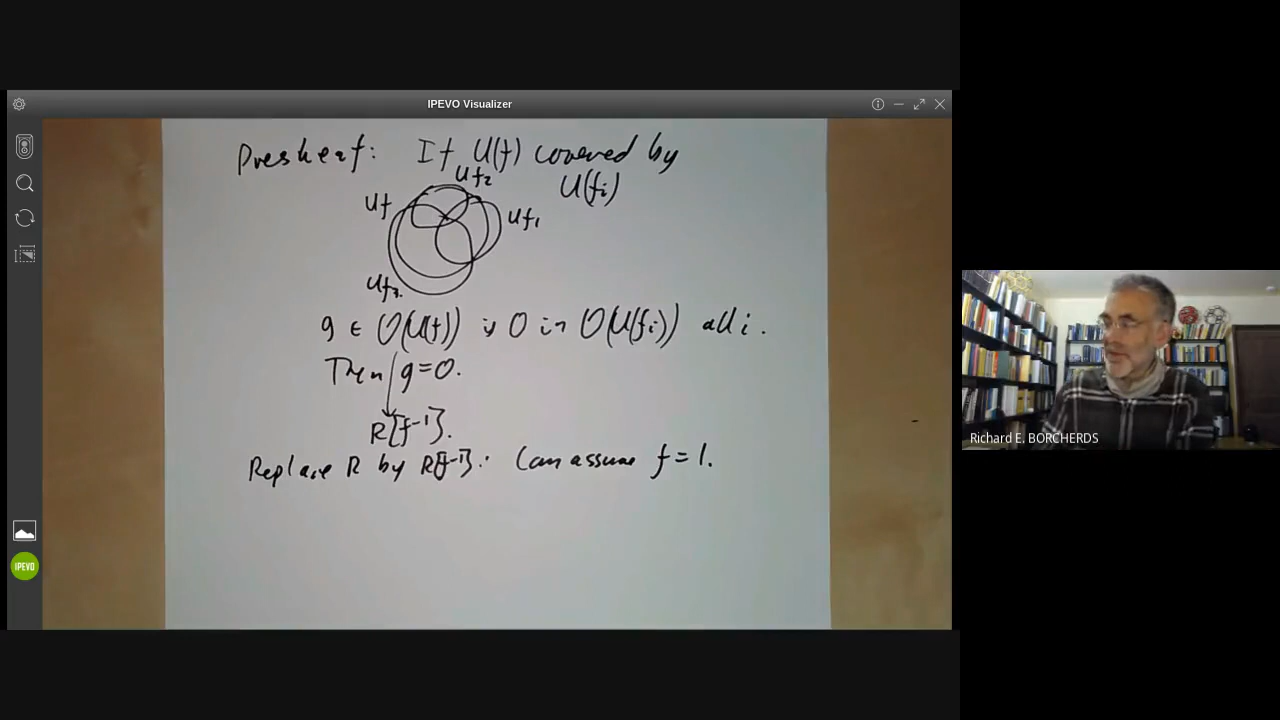 IPEVO Visualizer
Presheaf: If U(f) covered by
U(fi)
Uf2
Uf
Uf1
Uf3
g ∈ O(U(f)) is 0 in O(U(fi)) all i.
Then g=0.
R[f⁻¹].
Replace R by R[f⁻¹]: Can assume f=1.
IPEVO
Richard E. BORCHERDS